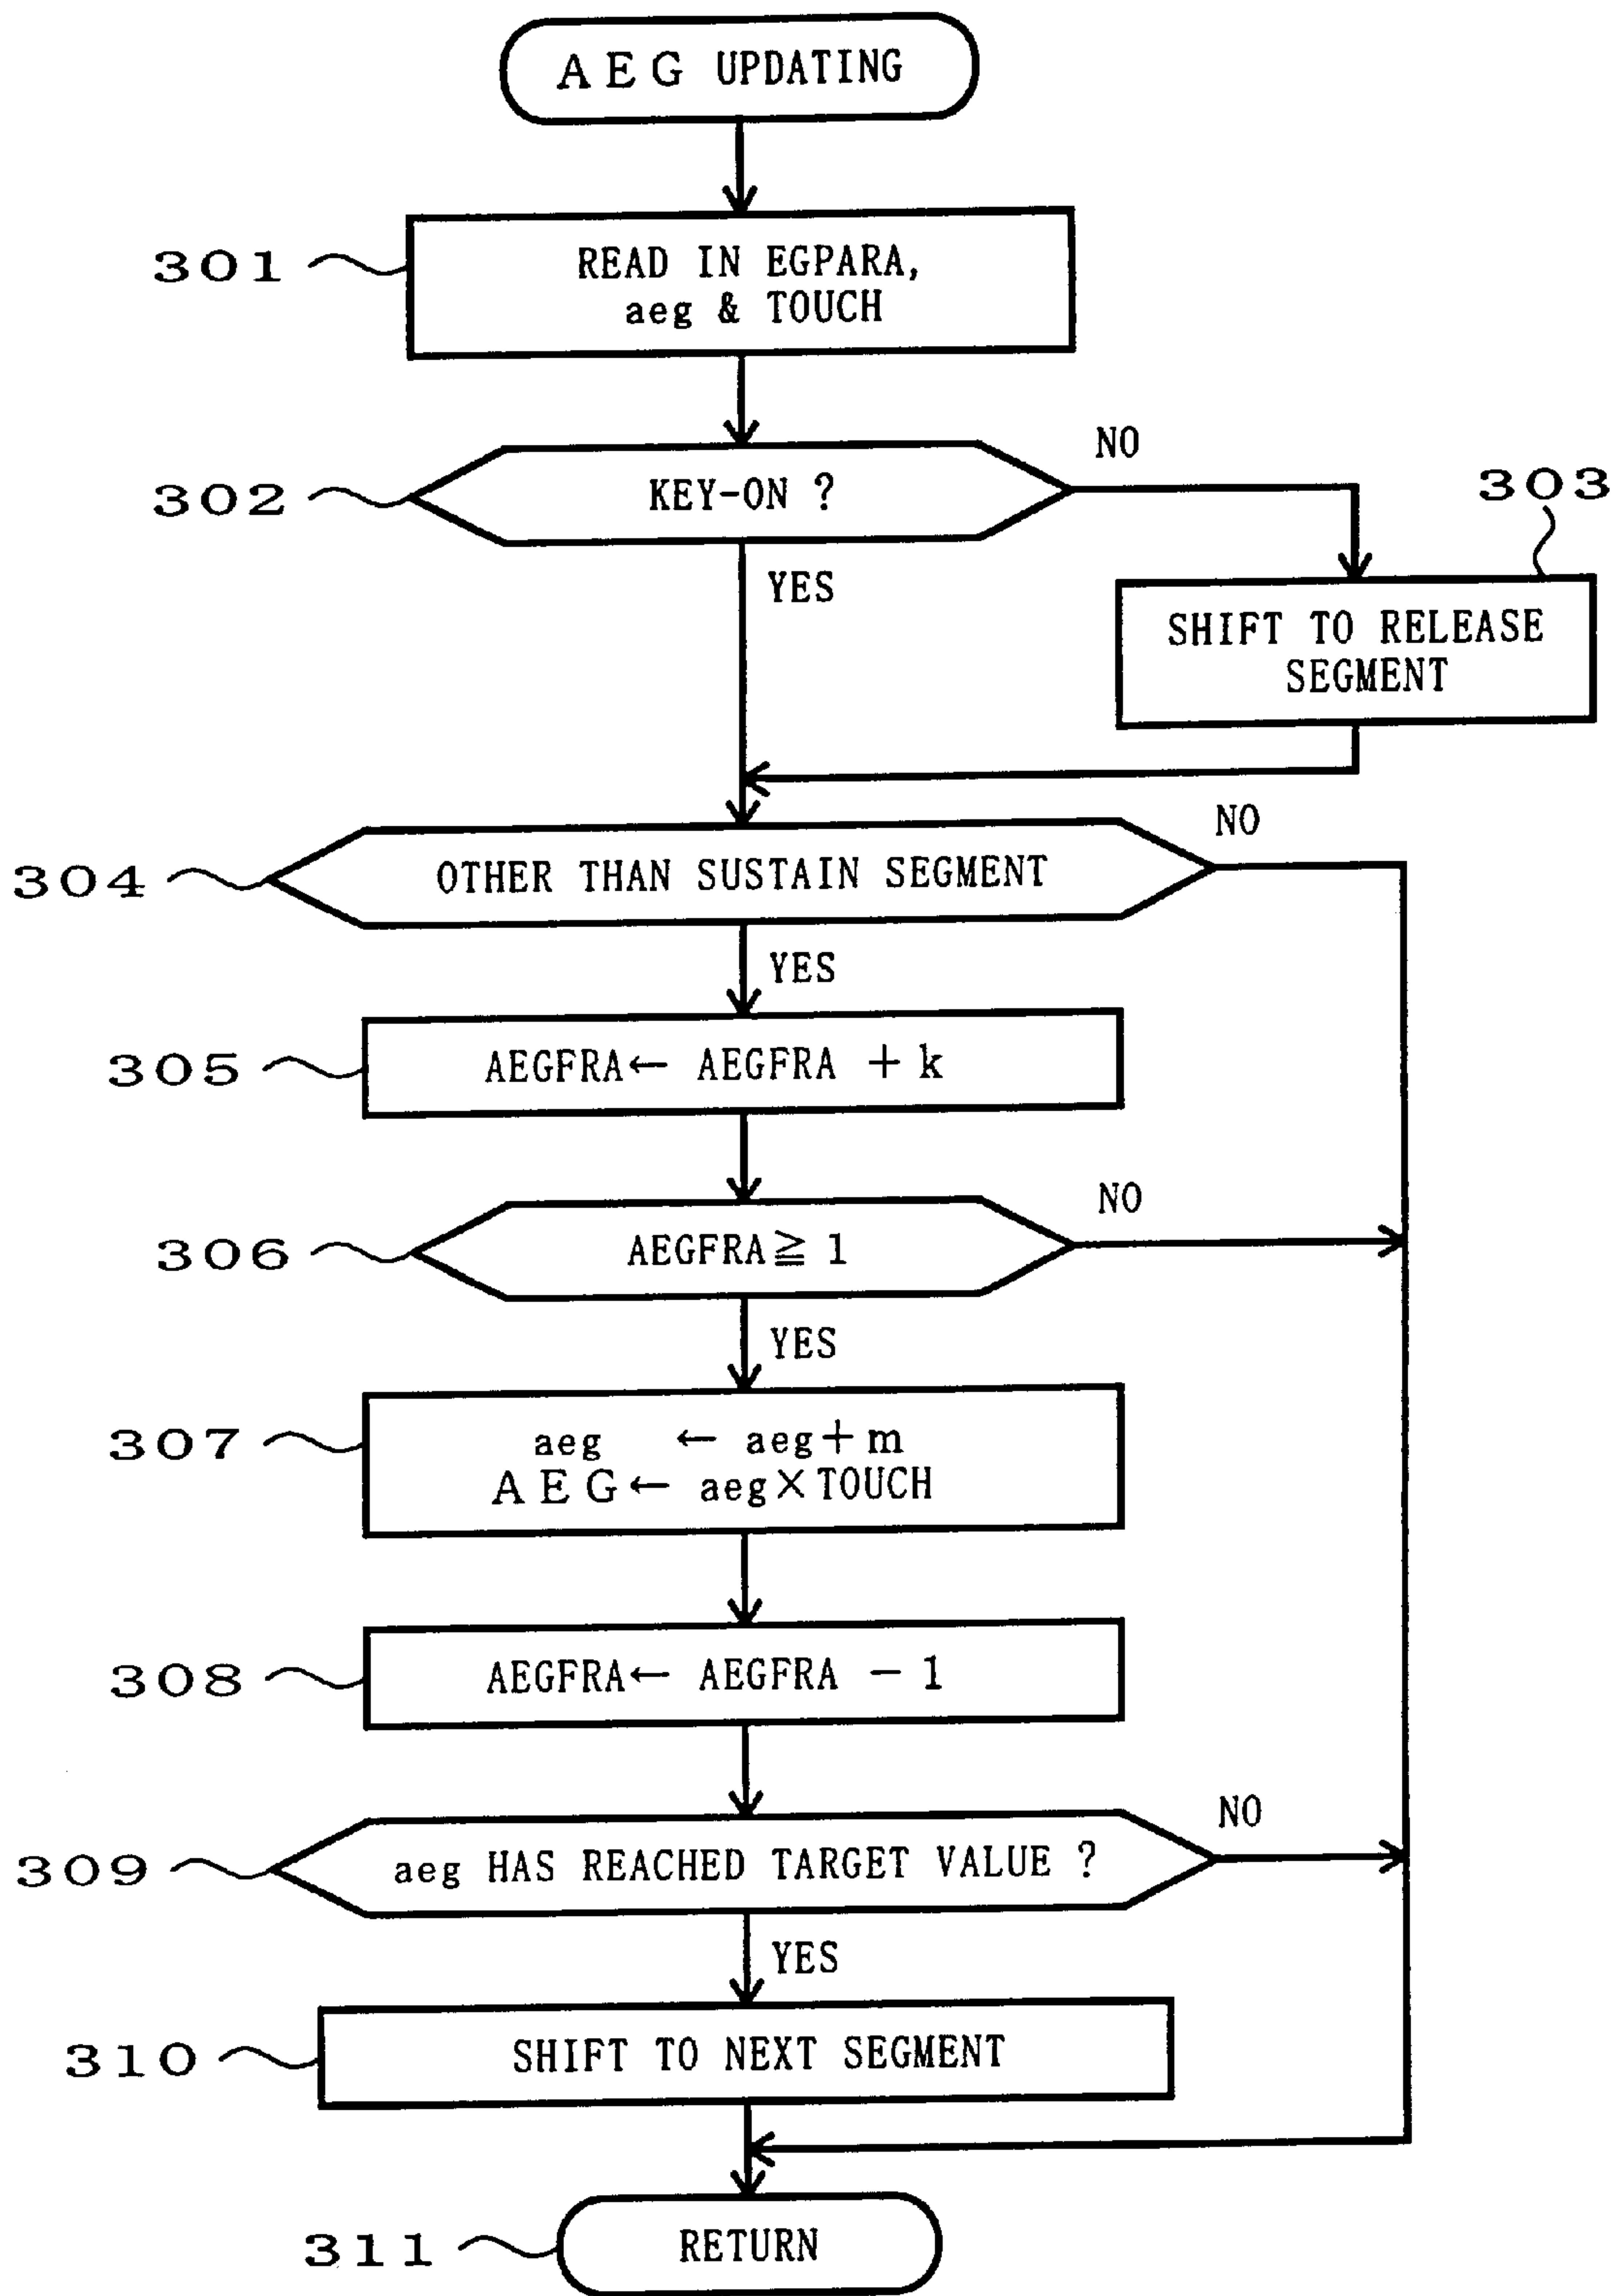 AEG UPDATING
301
READ IN EGPARA,
aeg & TOUCH
302
KEY-ON ?
NO
303
YES
SHIFT TO RELEASE
SEGMENT
304
OTHER THAN SUSTAIN SEGMENT
NO
YES
305
AEGFRA← AEGFRA + k
306
AEGFRA≧ 1
NO
YES
307
aeg ← aeg+m
AEG← aeg×TOUCH
308
AEGFRA← AEGFRA - 1
309
aeg HAS REACHED TARGET VALUE ?
NO
YES
310
SHIFT TO NEXT SEGMENT
311
RETURN